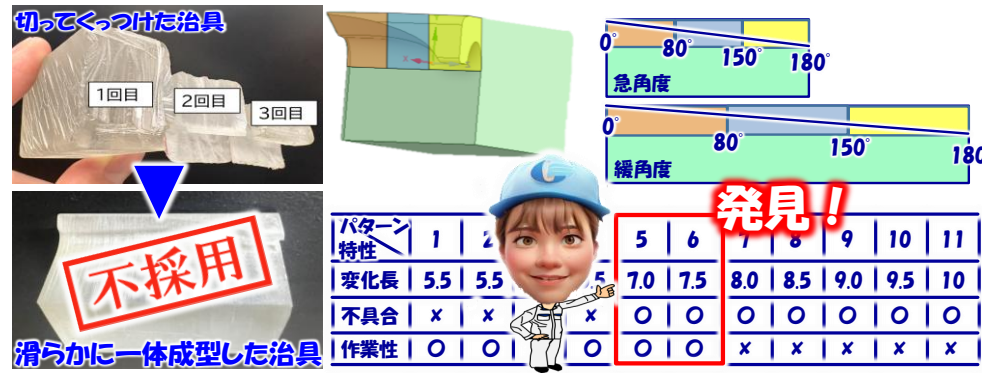 切ってくっつけた治具
1回目
2回目
3回目
不採用
滑らかに一体成型した治具
0° 80° 150° 180°
急角度
0° 80° 150° 180
緩角度
発見！
パターン
特性
1 2 5 6 7 8 9 10 11
変化長 5.5 5.5 .5 7.0 7.5 8.0 8.5 9.0 9.5 10
不具合 × × × ○ ○ ○ ○ ○ ○ ○
作業性 ○ ○ ○ ○ ○ × × × × ×